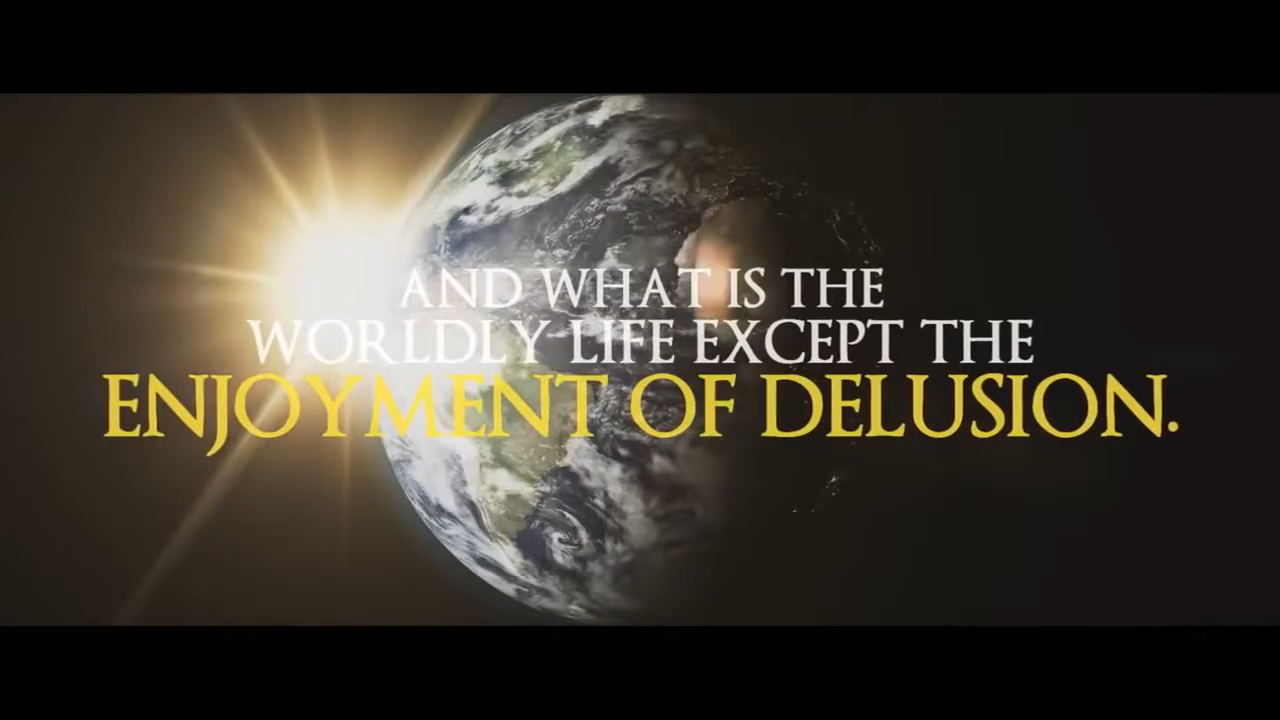 AND WHAT IS THE
WORLDLY LIFE EXCEPT THE
ENJOYMENT OF DELUSION.